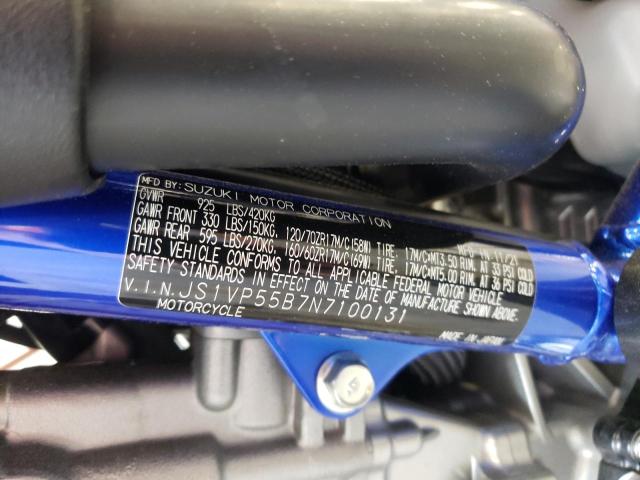 MFD BY: SUZUKI MOTOR CORPORATION
GVWR 925 LBS/420KG
GAWR FRONT 330 LBS/150KG, 120/70ZR17M/C(58W) TIRE, 17M/CxMT3.50 RIM AT 33 PSI COLD
GAWR REAR 595 LBS/270KG, 160/60ZR17M/C(69W) TIRE, 17M/CxMT5.00 RIM AT 36 PSI COLD
THIS VEHICLE CONFORMS TO ALL APPLICABLE FEDERAL MOTOR VEHICLE
SAFETY STANDARDS IN EFFECT ON THE DATE OF MANUFACTURE SHOWN ABOVE.
V.I.N. JS1VP55B7N7100131
MOTORCYCLE MADE IN JAPAN